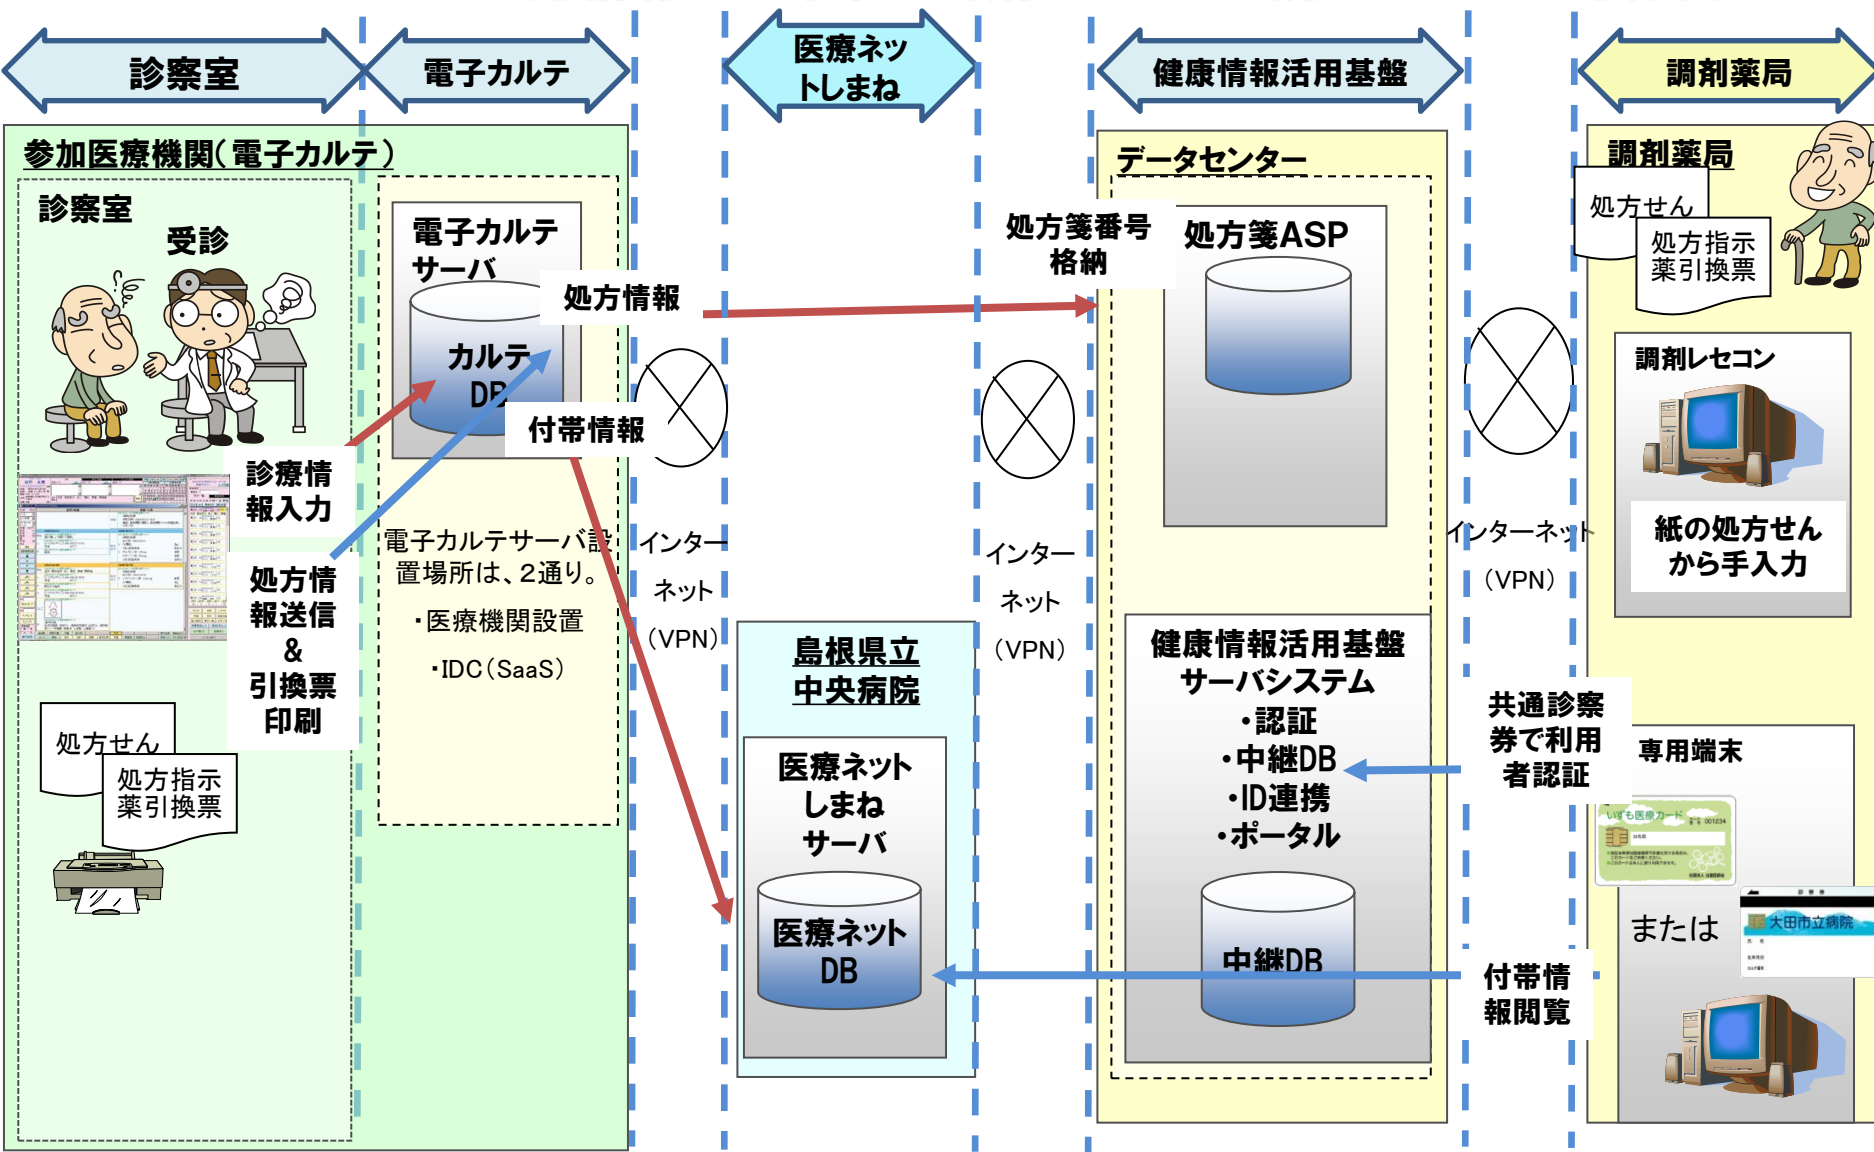 診察室
電子カルテ
医療ネッ
トしまね
健康情報活用基盤
調剤薬局
参加医療機関(電子カルテ)
診察室
受診
診療情
報入力
処方情
報送信
&
引換票
印刷
処方せん
処方指示
薬引換票
電子カルテ
サーバ
カルテ
DB
処方情報
付帯情報
電子カルテサーバ設
置場所は、2通り。
・医療機関設置
・IDC(SaaS)
インター
ネット
(VPN)
島根県立
中央病院
医療ネット
しまね
サーバ
医療ネット
DB
インター
ネット
(VPN)
データセンター
処方箋番号
格納
処方箋ASP
健康情報活用基盤
サーバシステム
・認証
・中継DB
・ID連携
・ポータル
中継DB
インターネット
(VPN)
共通診察
券で利用
者認証
付帯情
報閲覧
調剤薬局
処方せん
処方指示
薬引換票
調剤レセコン
紙の処方せん
から手入力
専用端末
いずも医療カード
001234
または
診察券
大田市立病院